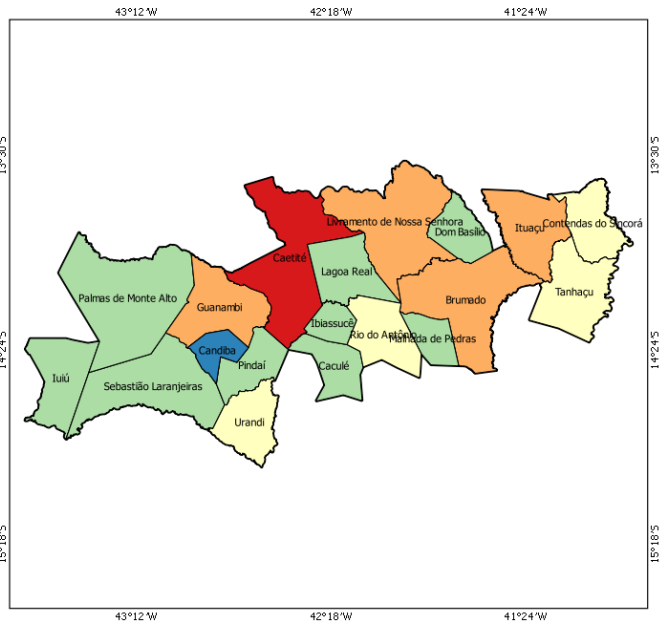 43°12′W 42°18′W 41°24′W
13°30′S 13°30′S
Livramento de Nossa Senhora
Contendas do Sincorá
Ituaçu
Dom Basílio
Caetité
Lagoa Real
Tanhaçu
Palmas de Monte Alto
Brumado
Guanambi
Ibiassucê
Rio do Antônio
Malhada de Pedras
14°24′S 14°24′S
Candiba
Pindaí
Caculé
Iuiú
Sebastião Laranjeiras
Urandi
15°18′S 15°18′S
43°12′W 42°18′W 41°24′W